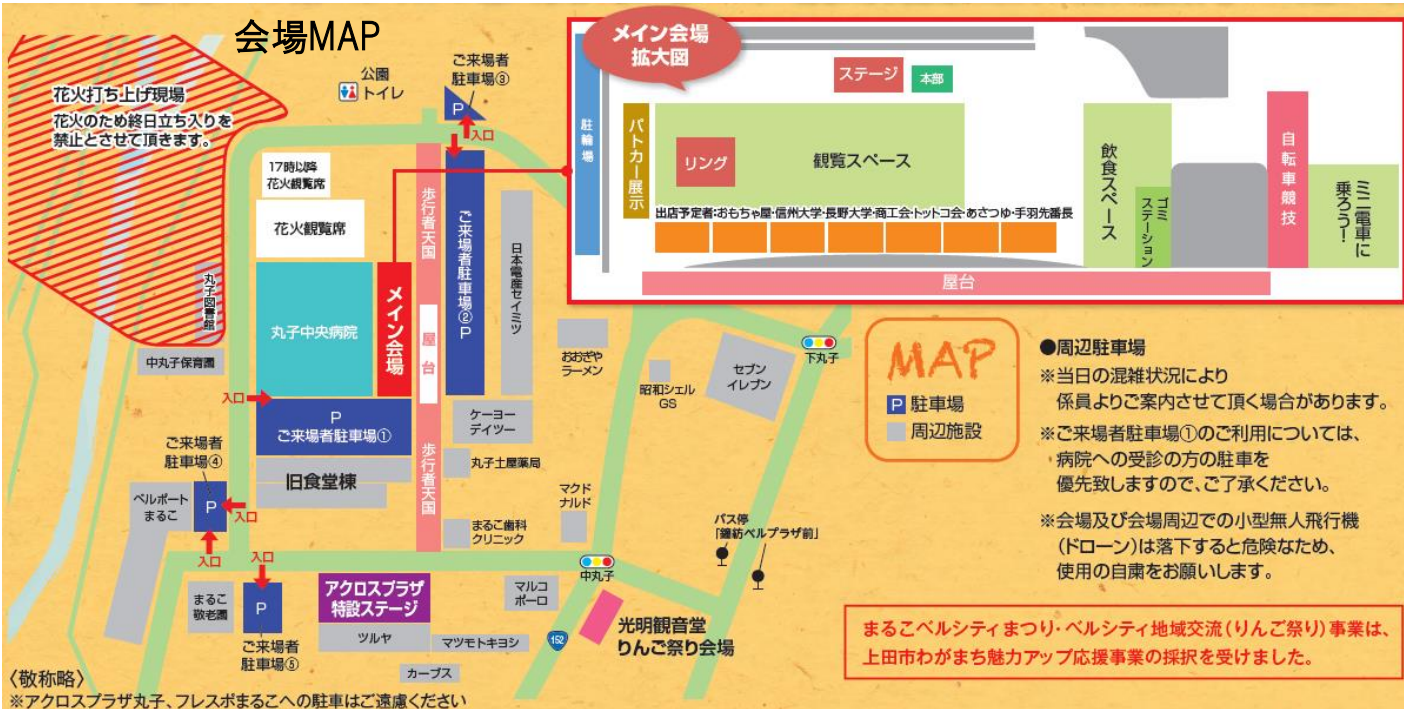 会場MAP
花火打ち上げ現場
花火のため終日立ち入りを
禁止とさせて頂きます。
公園
トイレ
ご来場者
駐車場③
P
入口
17時以降
花火観覧席
花火観覧席
歩行者天国
ご来場者駐車場②P
日本電産セイミツ
丸子図書館
中丸子保育園
丸子中央病院
メイン会場
屋台
入口
P
ご来場者駐車場①
旧食堂棟
歩行者天国
ケーヨー
デイツー
丸子土屋薬局
まるこ歯科
クリニック
ご来場者
駐車場④
ベルポート
まるこ
P
入口
入口
入口
まるこ
敬老園
P
ご来場者
駐車場⑤
アクロスプラザ
特設ステージ
ツルヤ
マツモトキヨシ
カーブス
マルコ
ポーロ
152
中丸子
光明観音堂
りんご祭り会場
マクド
ナルド
おおぎや
ラーメン
昭和シェル
GS
セブン
イレブン
下丸子
バス停
「鐘紡ベルプラザ前」
メイン会場
拡大図
ステージ
本部
駐輪場
パトカー展示
リング
観覧スペース
出店予定者:おもちゃ屋・信州大学・長野大学・商工会・トットコ会・あさつゆ・手羽先番長
飲食スペース
ゴミ
ステーション
自転車競技
ミニ電車に
乗ろう!
屋台
MAP
P 駐車場
周辺施設
●周辺駐車場
※当日の混雑状況により
係員よりご案内させて頂く場合があります。
※ご来場者駐車場①のご利用については、
病院への受診の方の駐車を
優先致しますので、ご了承ください。
※会場及び会場周辺での小型無人飛行機
(ドローン)は落下すると危険なため、
使用の自粛をお願いします。
まるこベルシティまつり・ベルシティ地域交流(りんご祭り)事業は、
上田市わがまち魅力アップ応援事業の採択を受けました。
〈敬称略〉
※アクロスプラザ丸子、フレスポまるこへの駐車はご遠慮ください